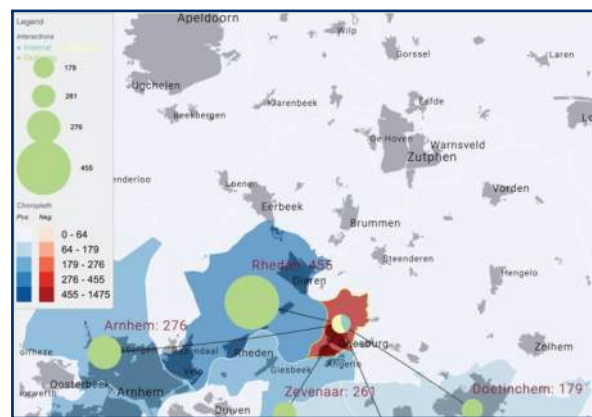 Legend
Interactions
179
261
276
455
Choropleth
Pos. Neg
0 - 64
64 - 179
179 - 276
276 - 455
455 - 1475
Apeldoorn
Wilp
Gorssel
Laren
Ugchelen
Klarenbeek
Eefde
Beekbergen
De Hoven
Warnsveld
Zutphen
Loenen
Vorden
Eerbeek
Brummen
Steenderen
Hengelo
Rheden: 455
Dieren
Arnhem: 276
Zelhem
Rheden
Velp
Giesbeek
Angerlo
Oosterbeek
Arnhem
Zevenaar: 261
Doetinchem: 179
Duiven